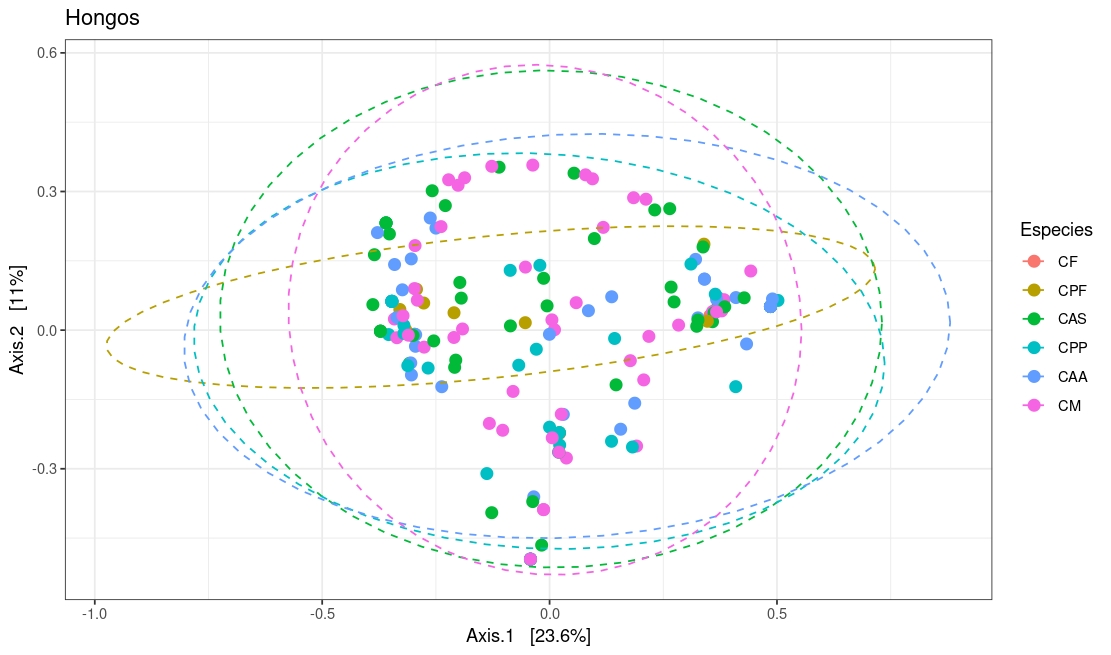 Hongos
0.6
0.3
0.0
-0.3
Axis.2 [11%]
-1.0 -0.5 0.0 0.5
Axis.1 [23.6%]
Especies
CF
CPF
CAS
CPP
CAA
CM